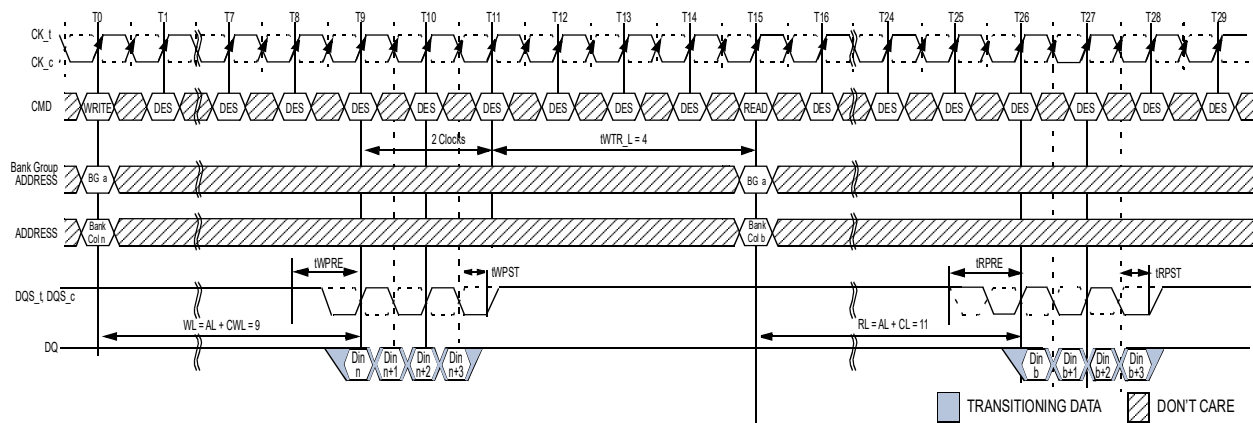 T0 T1 T7 T8 T9 T10 T11 T12 T13 T14 T15 T16 T24 T25 T26 T27 T28 T29
CK_t
CK_c
CMD WRITE DES DES DES DES DES DES DES DES DES READ DES DES DES DES DES DES DES
2 Clocks tWTR_L = 4
Bank Group
ADDRESS BG a BG a
ADDRESS Bank Col n Bank Col b
tWPRE tWPST tRPRE tRPST
DQS_t, DQS_c
WL = AL + CWL = 9 RL = AL + CL = 11
DQ Din n Din n+1 Din n+2 Din n+3 Din b Din b+1 Din b+2 Din b+3
TRANSITIONING DATA DON'T CARE